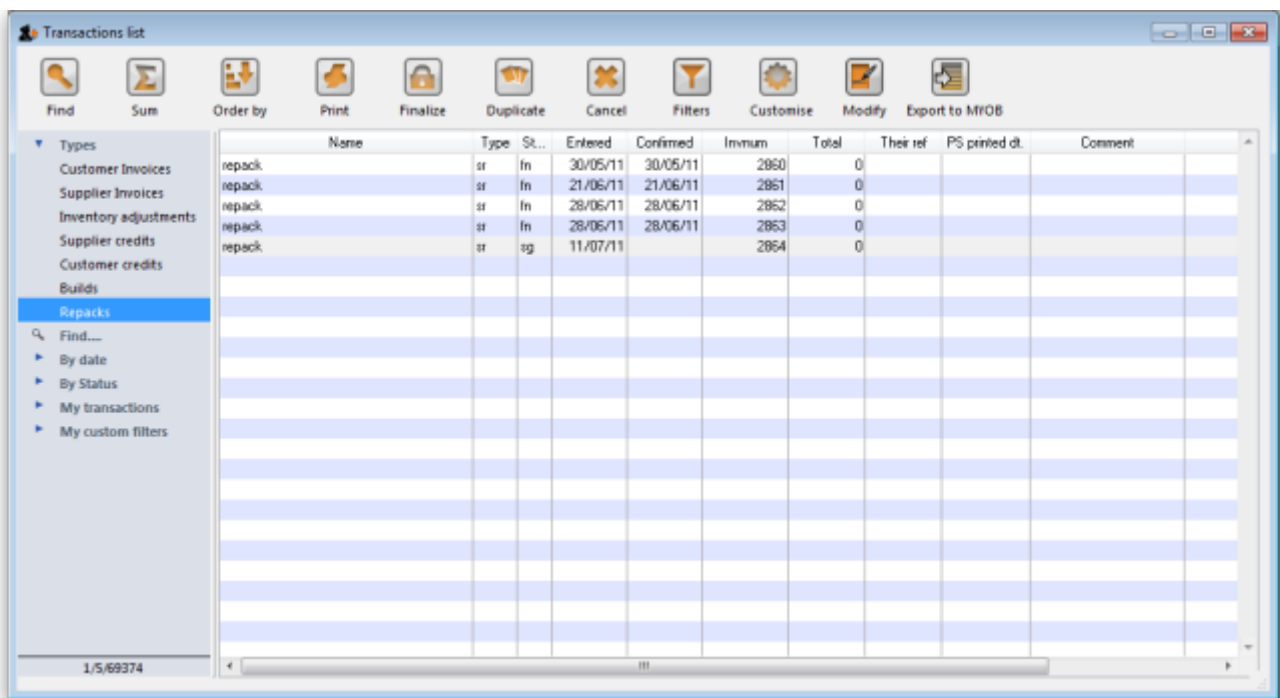 Transactions list
Find Sum Order by Print Finalize Duplicate Cancel Filters Customise Modify Export to MYOB
Types
Customer Invoices
Supplier Invoices
Inventory adjustments
Supplier credits
Customer credits
Builds
Repacks
Find....
By date
By Status
My transactions
My custom filters
1/5/69374
Name Type St... Entered Confirmed Invnum Total Their ref PS printed dt. Comment
repack sr fn 30/05/11 30/05/11 2860 0
repack sr fn 21/06/11 21/06/11 2861 0
repack sr fn 28/06/11 28/06/11 2862 0
repack sr fn 28/06/11 28/06/11 2863 0
repack sr sg 11/07/11 2864 0